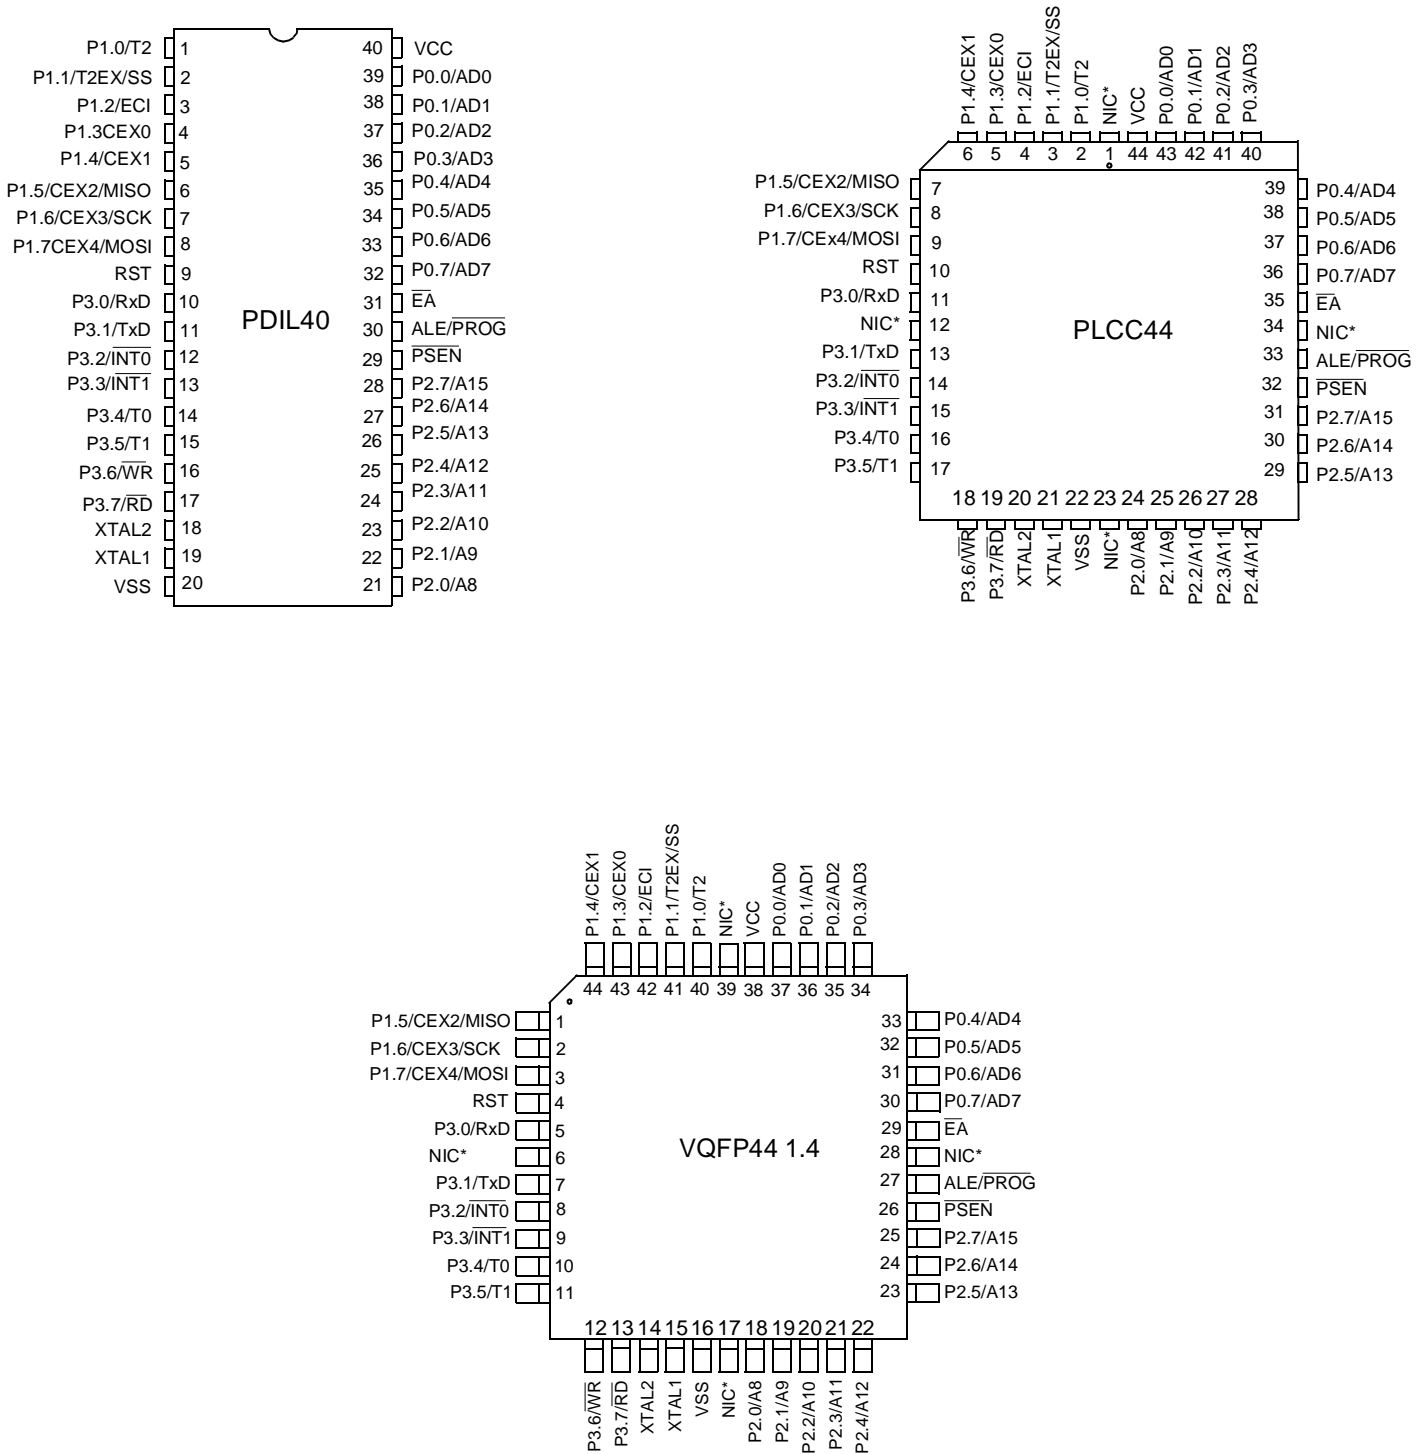 P1.0/T2 1 40 VCC
P1.1/T2EX/SS 2 39 P0.0/AD0
P1.2/ECI 3 38 P0.1/AD1
P1.3CEX0 4 37 P0.2/AD2
P1.4/CEX1 5 36 P0.3/AD3
P1.5/CEX2/MISO 6 35 P0.4/AD4
P1.6/CEX3/SCK 7 34 P0.5/AD5
P1.7CEX4/MOSI 8 33 P0.6/AD6
RST 9 32 P0.7/AD7
P3.0/RxD 10 31 EA
PDIL40
P3.1/TxD 11 30 ALE/PROG
P3.2/INT0 12 29 PSEN
P3.3/INT1 13 28 P2.7/A15
P3.4/T0 14 27 P2.6/A14
P3.5/T1 15 26 P2.5/A13
P3.6/WR 16 25 P2.4/A12
P3.7/RD 17 24 P2.3/A11
XTAL2 18 23 P2.2/A10
XTAL1 19 22 P2.1/A9
VSS 20 21 P2.0/A8
P1.4/CEX1 P1.3/CEX0 P1.2/ECI P1.1/T2EX/SS P1.0/T2 NIC* VCC P0.0/AD0 P0.1/AD1 P0.2/AD2 P0.3/AD3
6 5 4 3 2 1 44 43 42 41 40
P1.5/CEX2/MISO 7 39 P0.4/AD4
P1.6/CEX3/SCK 8 38 P0.5/AD5
P1.7/CEx4/MOSI 9 37 P0.6/AD6
RST 10 36 P0.7/AD7
P3.0/RxD 11 35 EA
NIC* 12 34 NIC*
PLCC44
P3.1/TxD 13 33 ALE/PROG
P3.2/INT0 14 32 PSEN
P3.3/INT1 15 31 P2.7/A15
P3.4/T0 16 30 P2.6/A14
P3.5/T1 17 29 P2.5/A13
18 19 20 21 22 23 24 25 26 27 28
P3.6/WR P3.7/RD XTAL2 XTAL1 VSS NIC* P2.0/A8 P2.1/A9 P2.2/A10 P2.3/A11 P2.4/A12
P1.4/CEX1 P1.3/CEX0 P1.2/ECI P1.1/T2EX/SS P1.0/T2 NIC* VCC P0.0/AD0 P0.1/AD1 P0.2/AD2 P0.3/AD3
44 43 42 41 40 39 38 37 36 35 34
P1.5/CEX2/MISO 1 33 P0.4/AD4
P1.6/CEX3/SCK 2 32 P0.5/AD5
P1.7/CEX4/MOSI 3 31 P0.6/AD6
RST 4 30 P0.7/AD7
P3.0/RxD 5 29 EA
NIC* 6 28 NIC*
VQFP44 1.4
P3.1/TxD 7 27 ALE/PROG
P3.2/INT0 8 26 PSEN
P3.3/INT1 9 25 P2.7/A15
P3.4/T0 10 24 P2.6/A14
P3.5/T1 11 23 P2.5/A13
12 13 14 15 16 17 18 19 20 21 22
P3.6/WR P3.7/RD XTAL2 XTAL1 VSS NIC* P2.0/A8 P2.1/A9 P2.2/A10 P2.3/A11 P2.4/A12